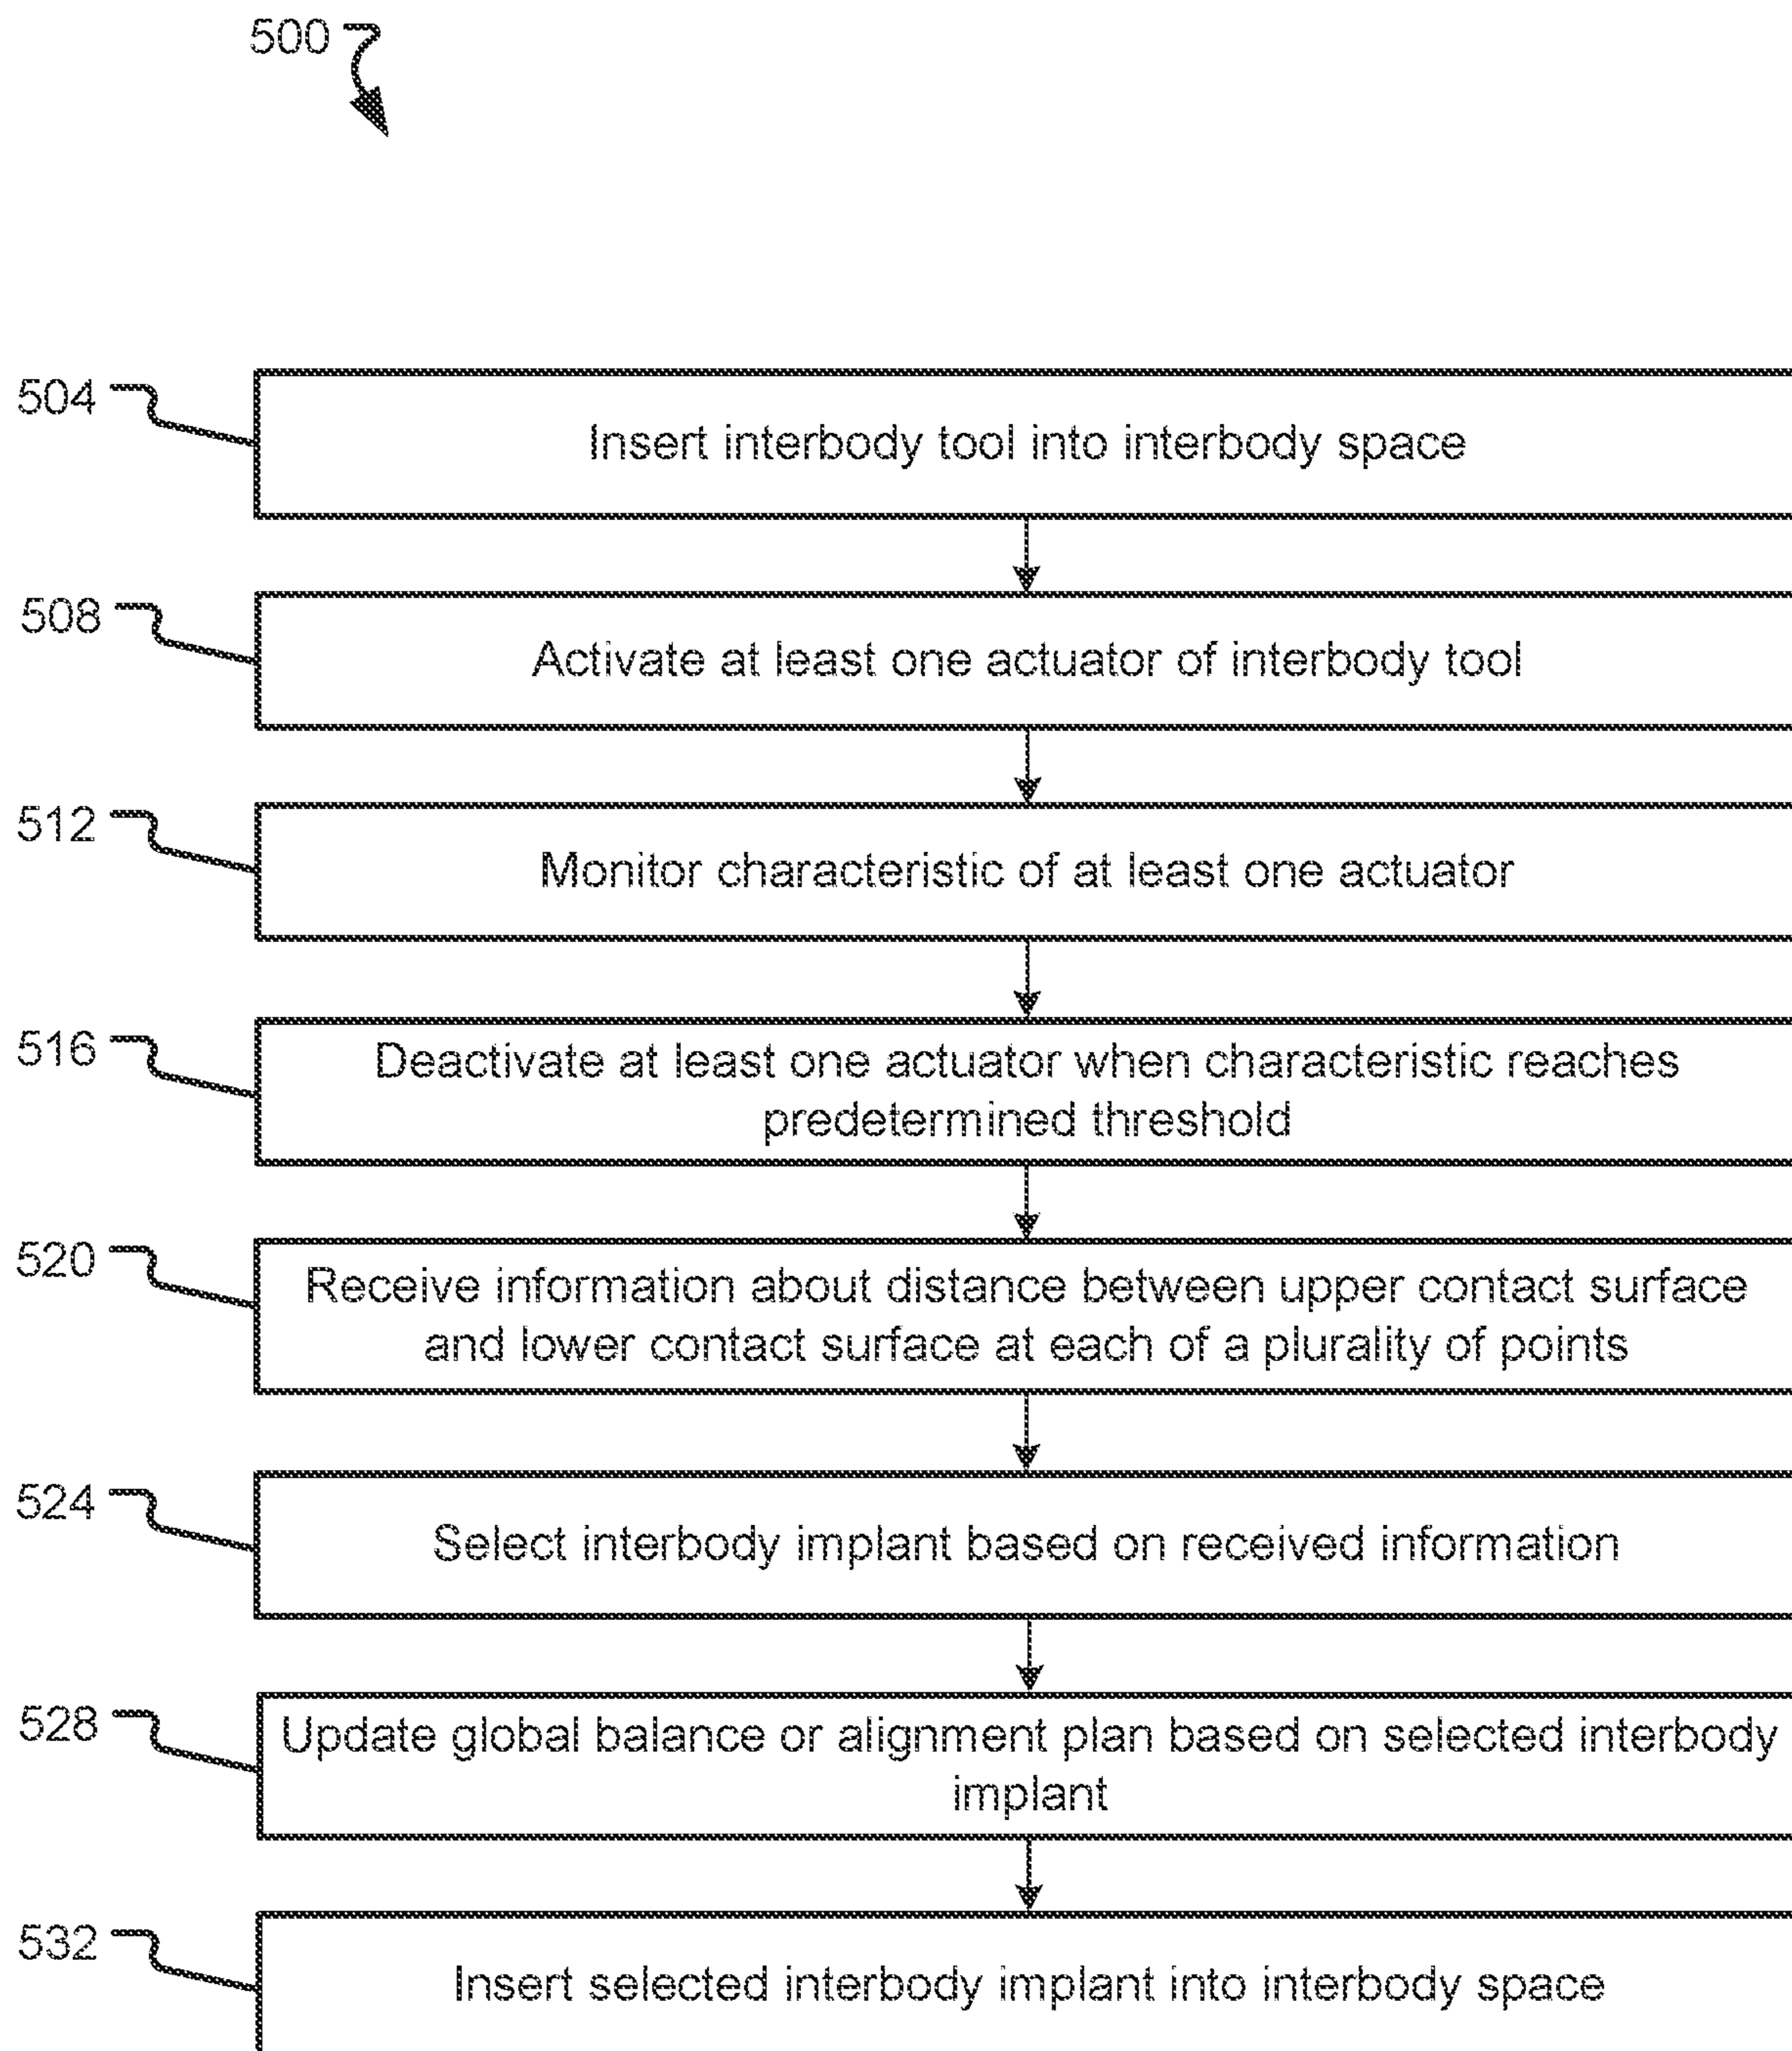 500
504
Insert interbody tool into interbody space
508
Activate at least one actuator of interbody tool
512
Monitor characteristic of at least one actuator
516
Deactivate at least one actuator when characteristic reaches
predetermined threshold
520
Receive information about distance between upper contact surface
and lower contact surface at each of a plurality of points
524
Select interbody implant based on received information
528
Update global balance or alignment plan based on selected interbody
implant
532
Insert selected interbody implant into interbody space